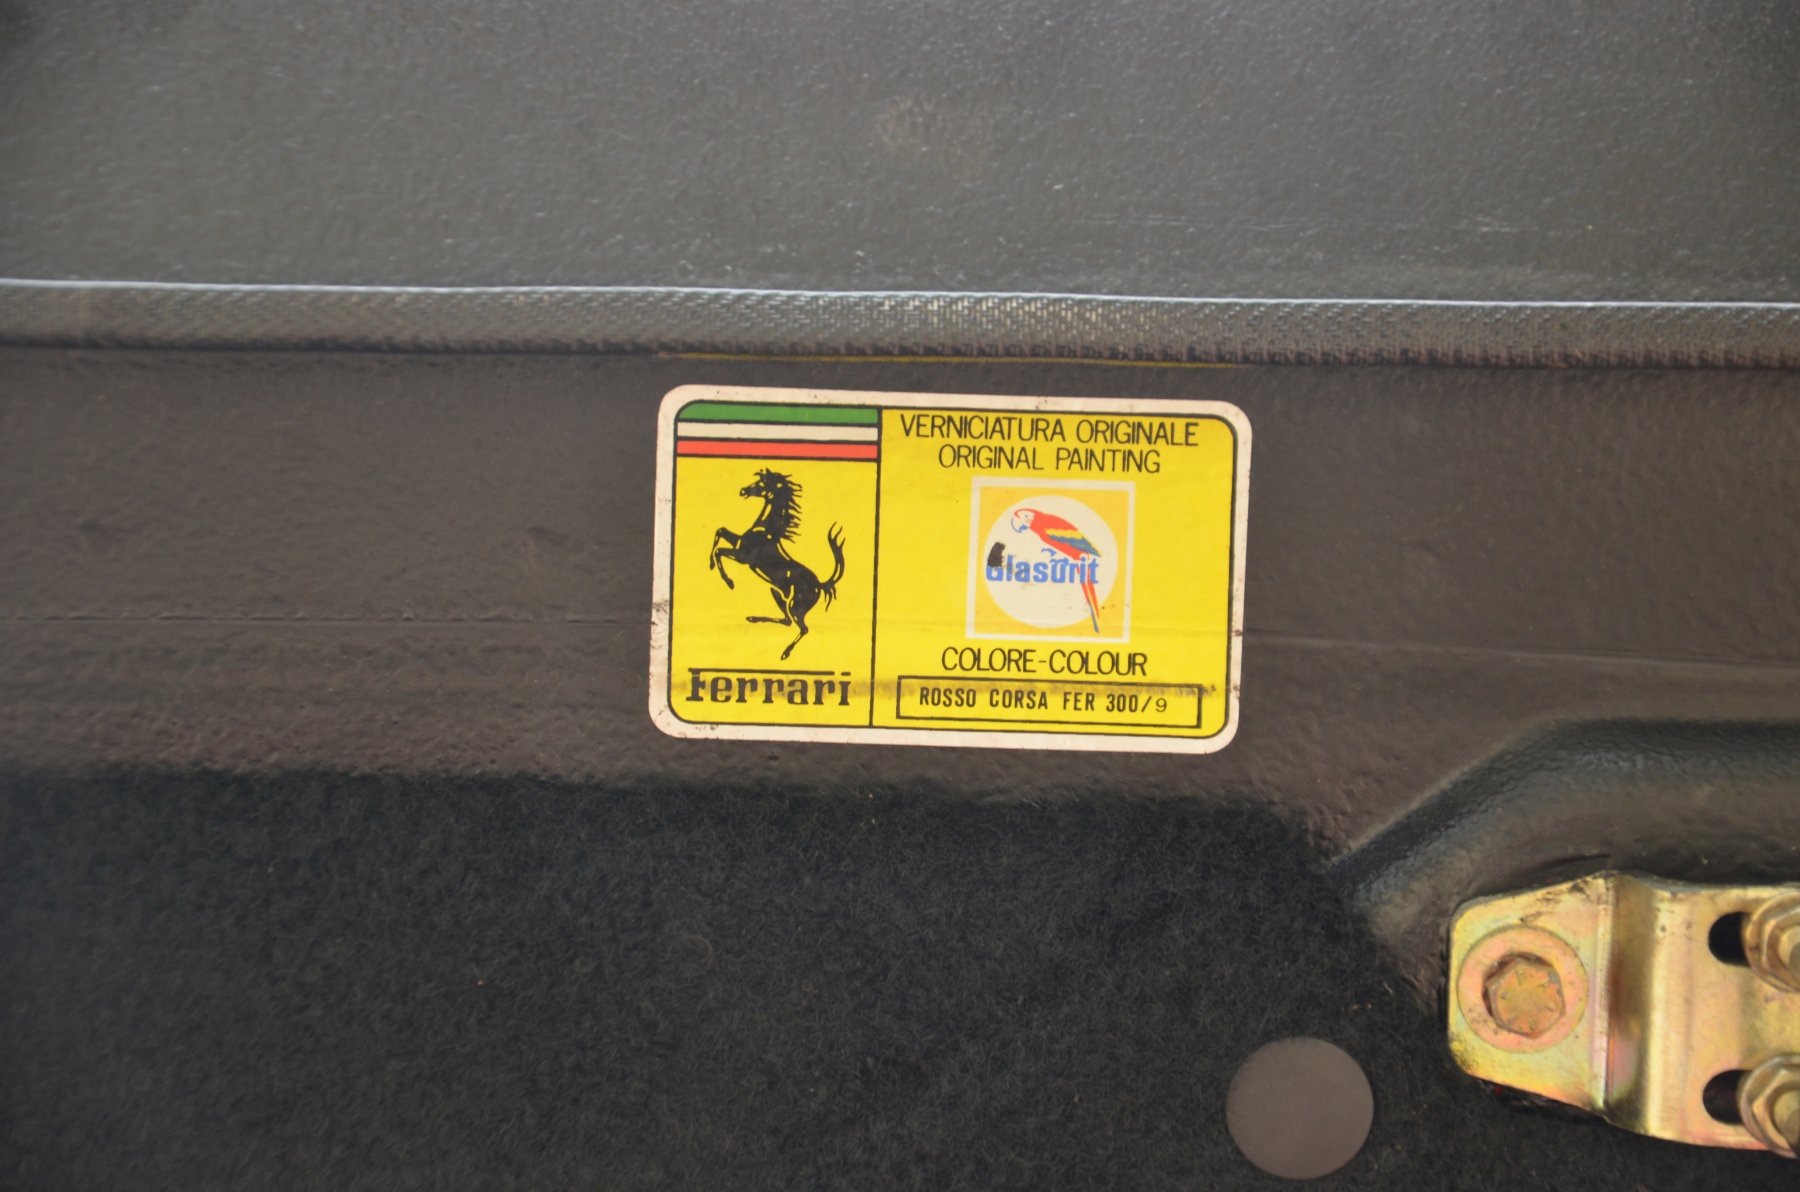 VERNICIATURA ORIGINALE
ORIGINAL PAINTING
Glasurit
COLORE-COLOUR
ROSSO CORSA FER 300/9
Ferrari